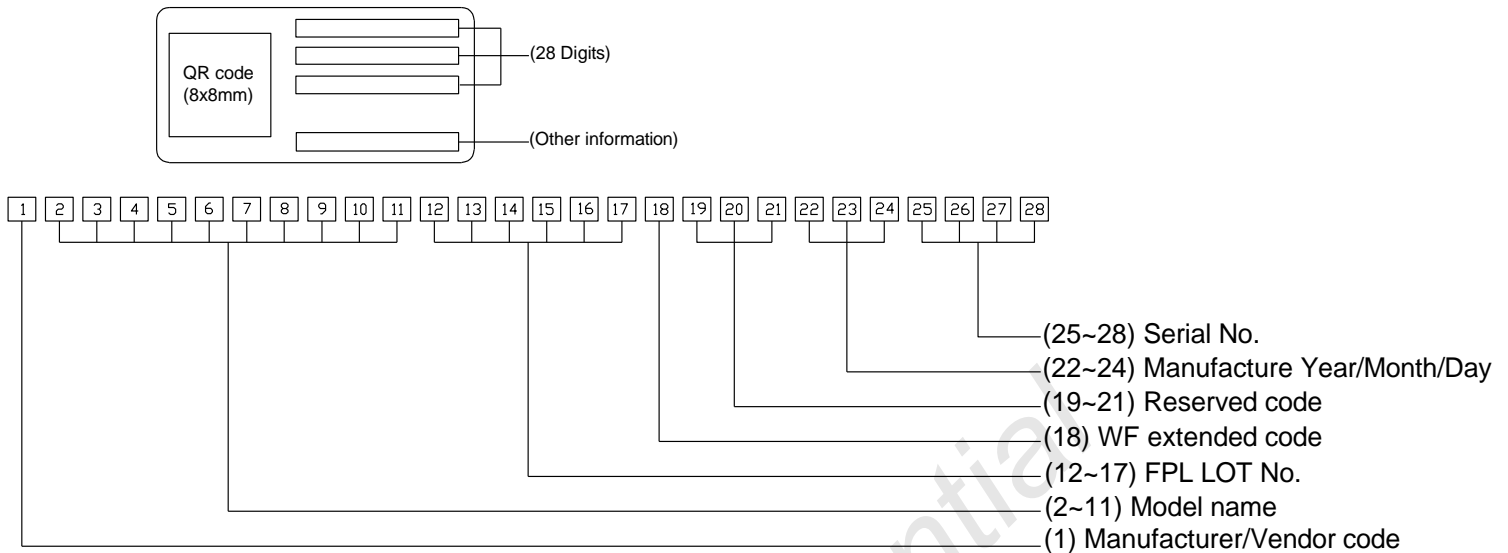 QR code
(8x8mm)
(28 Digits)
(Other information)
1 2 3 4 5 6 7 8 9 10 11 12 13 14 15 16 17 18 19 20 21 22 23 24 25 26 27 28
(25~28) Serial No.
(22~24) Manufacture Year/Month/Day
(19~21) Reserved code
(18) WF extended code
(12~17) FPL LOT No.
(2~11) Model name
(1) Manufacturer/Vendor code
ential